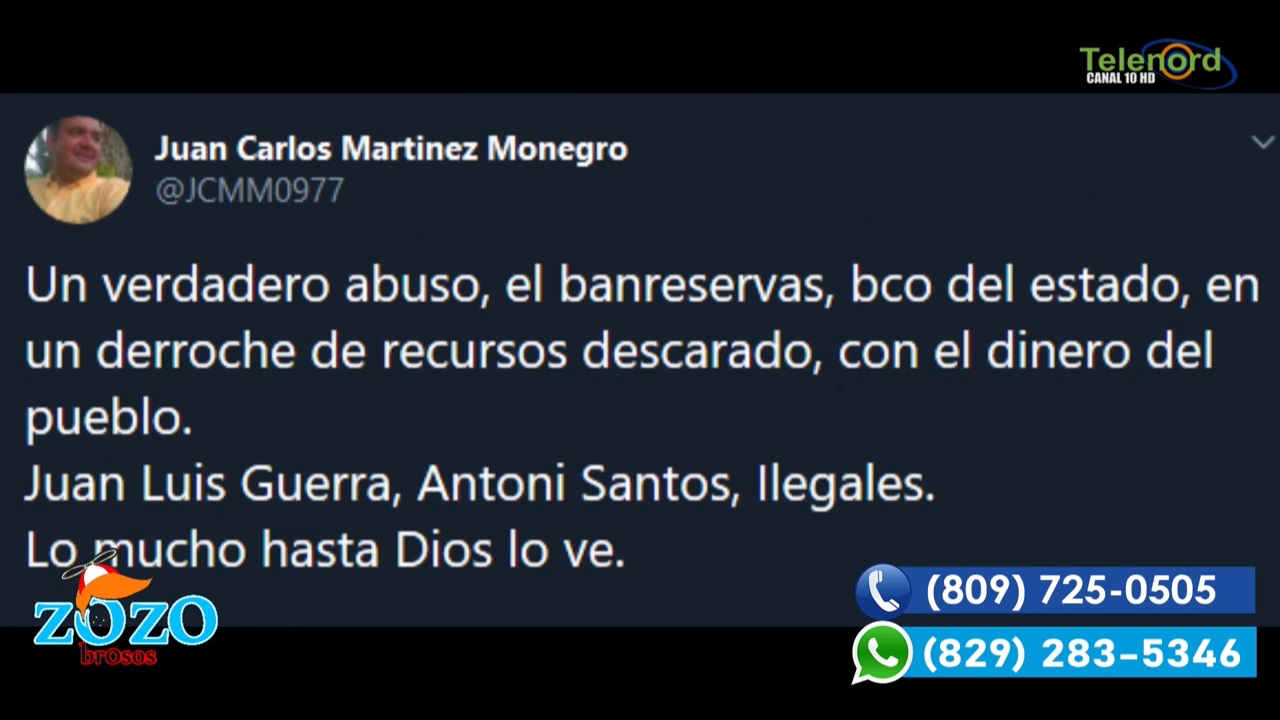 Telenord
CANAL 10 HD
Juan Carlos Martinez Monegro
@JCMM0977
Un verdadero abuso, el banreservas, bco del estado, en
un derroche de recursos descarado, con el dinero del
pueblo.
Juan Luis Guerra, Antoni Santos, Ilegales.
Lo mucho hasta Dios lo ve.
zozo
brosos
(809) 725-0505
(829) 283-5346